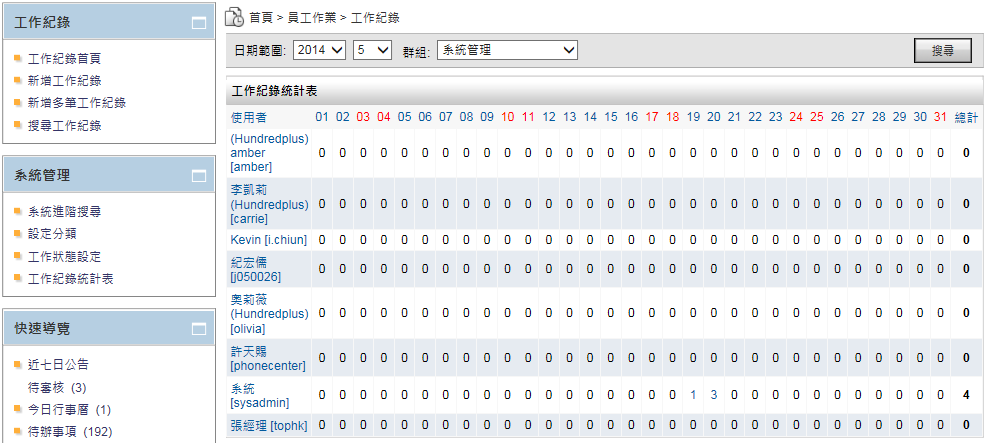 工作紀錄
工作紀錄首頁
新增工作紀錄
新增多筆工作紀錄
搜尋工作紀錄
系統管理
系統進階搜尋
設定分類
工作狀態設定
工作紀錄統計表
快速導覽
近七日公告
待審核 (3)
今日行事曆 (1)
待辦事項 (192)
首頁 > 員工作業 > 工作紀錄
日期範圍: 2014 5 群組: 系統管理 搜尋
工作紀錄統計表
使用者 01 02 03 04 05 06 07 08 09 10 11 12 13 14 15 16 17 18 19 20 21 22 23 24 25 26 27 28 29 30 31 總計
(Hundredplus)
amber 0 0 0 0 0 0 0 0 0 0 0 0 0 0 0 0 0 0 0 0 0 0 0 0 0 0 0 0 0 0 0 0
[amber]
李凱莉
(Hundredplus) 0 0 0 0 0 0 0 0 0 0 0 0 0 0 0 0 0 0 0 0 0 0 0 0 0 0 0 0 0 0 0 0
[carrie]
Kevin [i.chiun] 0 0 0 0 0 0 0 0 0 0 0 0 0 0 0 0 0 0 0 0 0 0 0 0 0 0 0 0 0 0 0 0
紀宏儒 0 0 0 0 0 0 0 0 0 0 0 0 0 0 0 0 0 0 0 0 0 0 0 0 0 0 0 0 0 0 0 0
[j050026]
奧莉薇
(Hundredplus) 0 0 0 0 0 0 0 0 0 0 0 0 0 0 0 0 0 0 0 0 0 0 0 0 0 0 0 0 0 0 0 0
[olivia]
許天賜 0 0 0 0 0 0 0 0 0 0 0 0 0 0 0 0 0 0 0 0 0 0 0 0 0 0 0 0 0 0 0 0
[phonecenter]
系統 0 0 0 0 0 0 0 0 0 0 0 0 0 0 0 0 0 0 1 3 0 0 0 0 0 0 0 0 0 0 0 4
[sysadmin]
張經理 [tophk] 0 0 0 0 0 0 0 0 0 0 0 0 0 0 0 0 0 0 0 0 0 0 0 0 0 0 0 0 0 0 0 0